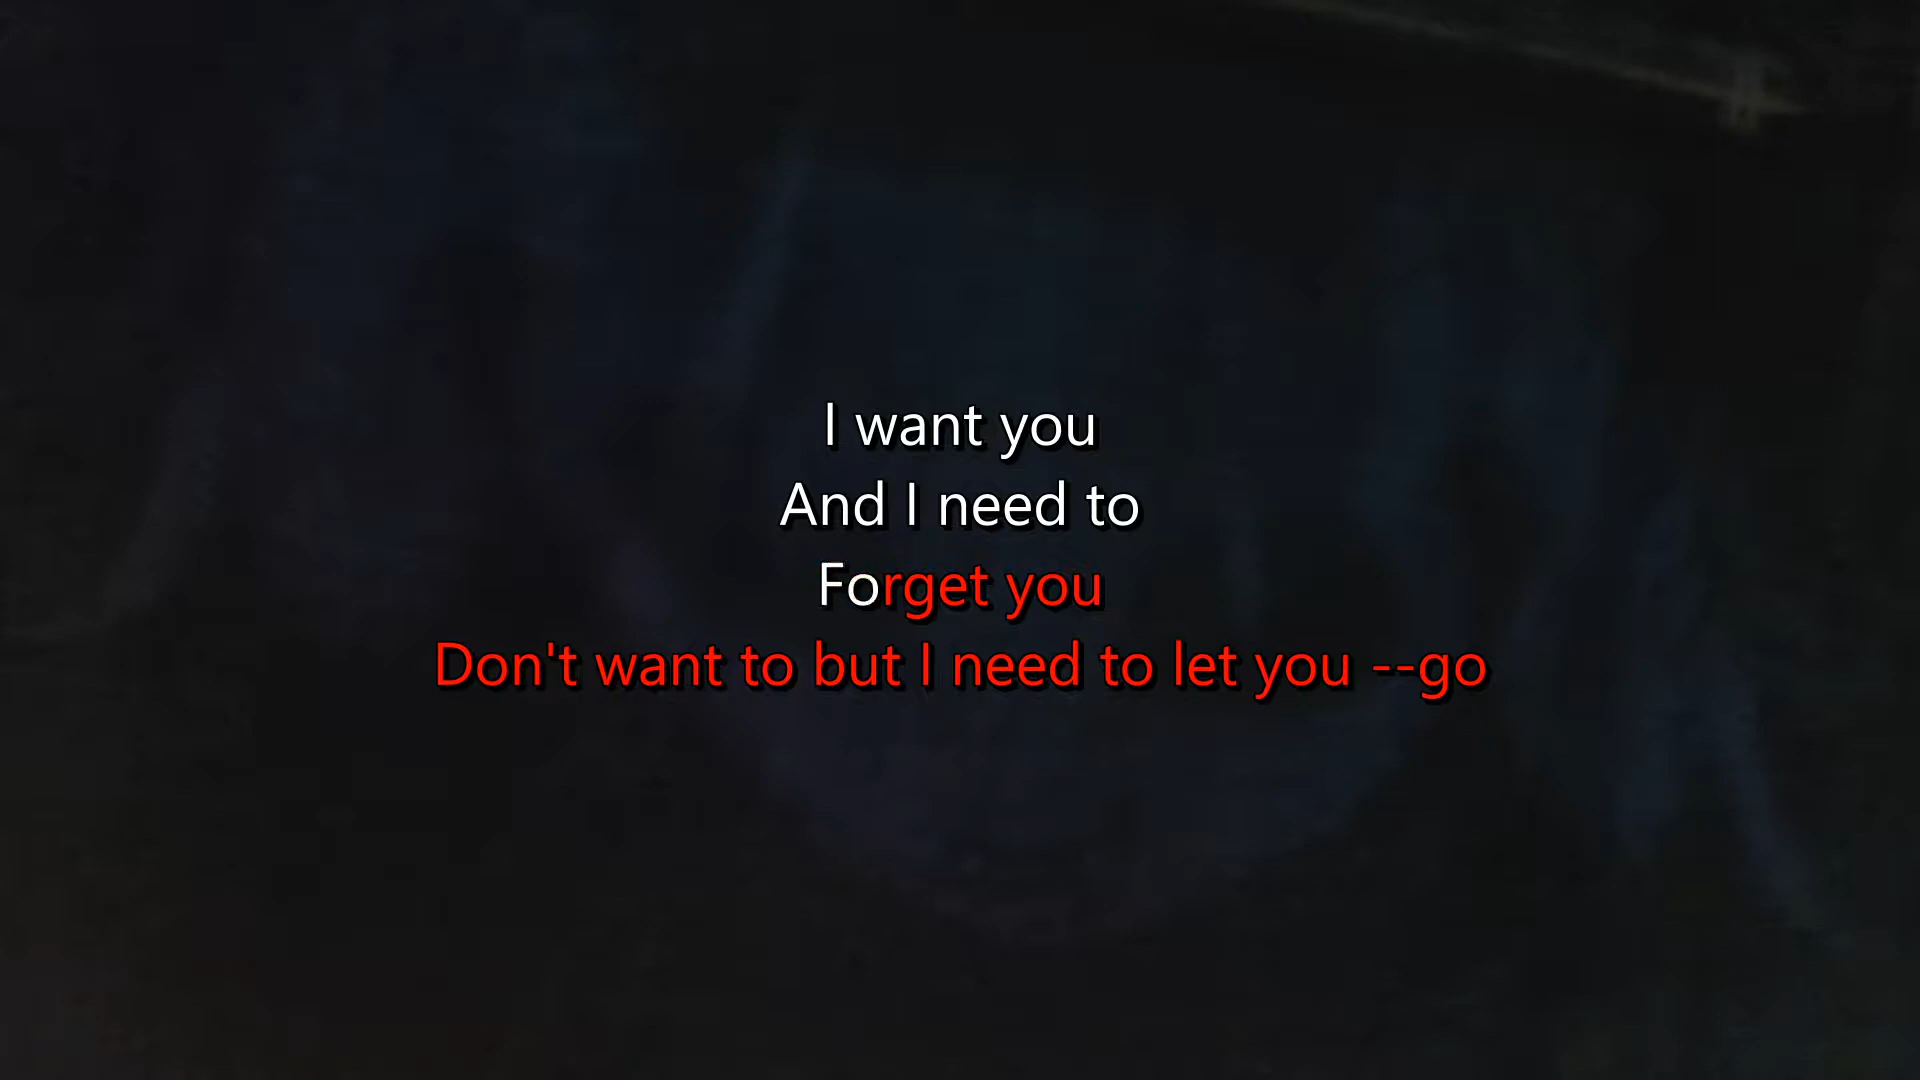 I want you
And I need to
Forget you
Don't want to but I need to let you --go